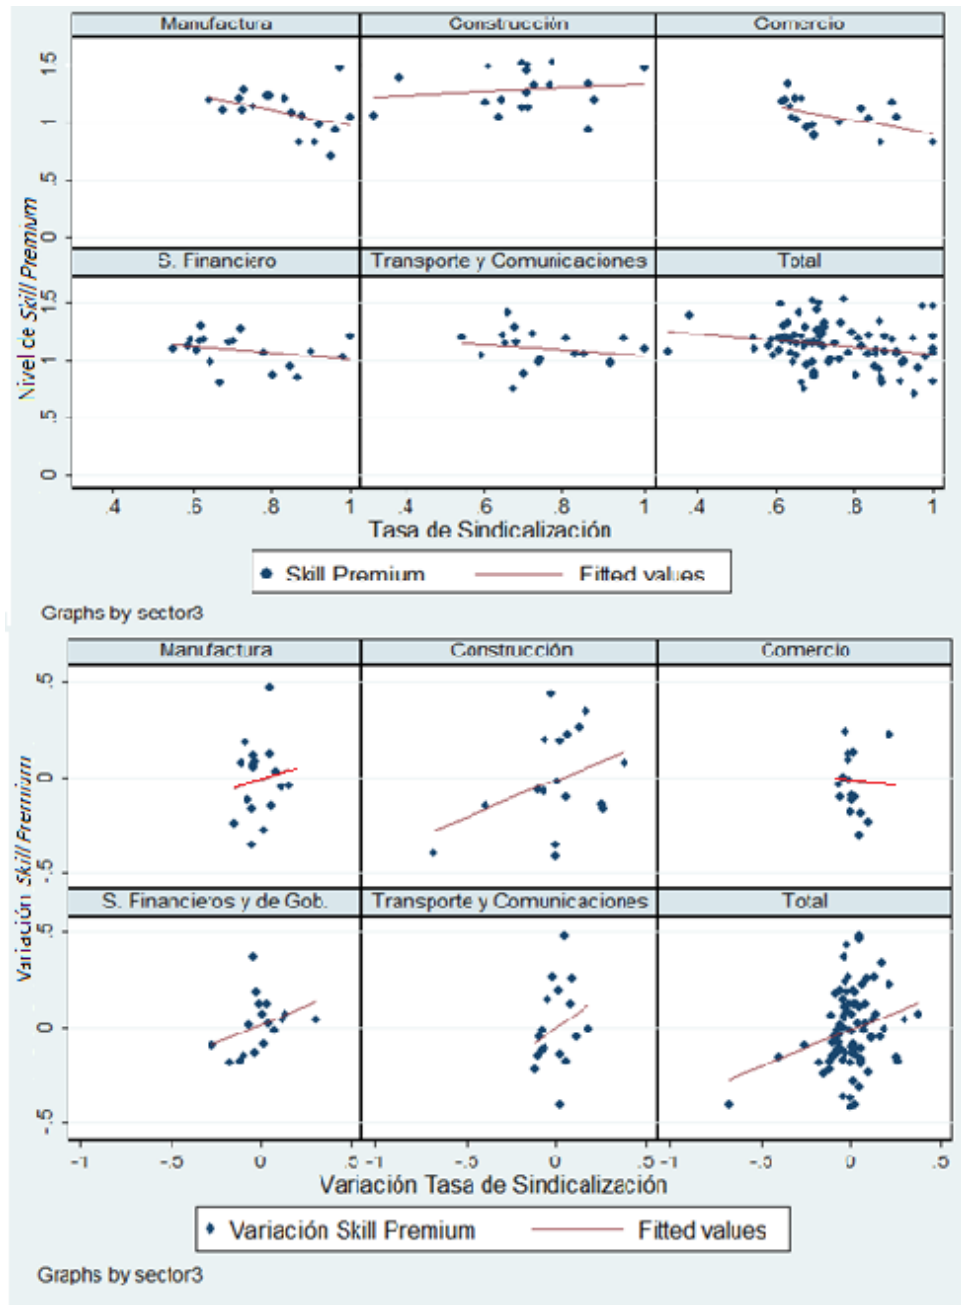 Manufactura Construcción Comercio
Nivel de Skill Premium
1.5
1
.5
0
S. Financiero Transporte y Comunicaciones Total
1.5
1
.5
0
.4 .6 .8 1 .4 .6 .8 1 .4 .6 .8 1
Tasa de Sindicalización
Skill Premium Fitted values
Graphs by sector3
Manufactura Construcción Comercio
Variación Skill Premium
.5
0
-.5
S. Financieros y de Gob. Transporte y Comunicaciones Total
.5
0
-.5
-1 -.5 0 .5 -1 -.5 0 .5 -1 -.5 0 .5
Variación Tasa de Sindicalización
Variación Skill Premium Fitted values
Graphs by sector3